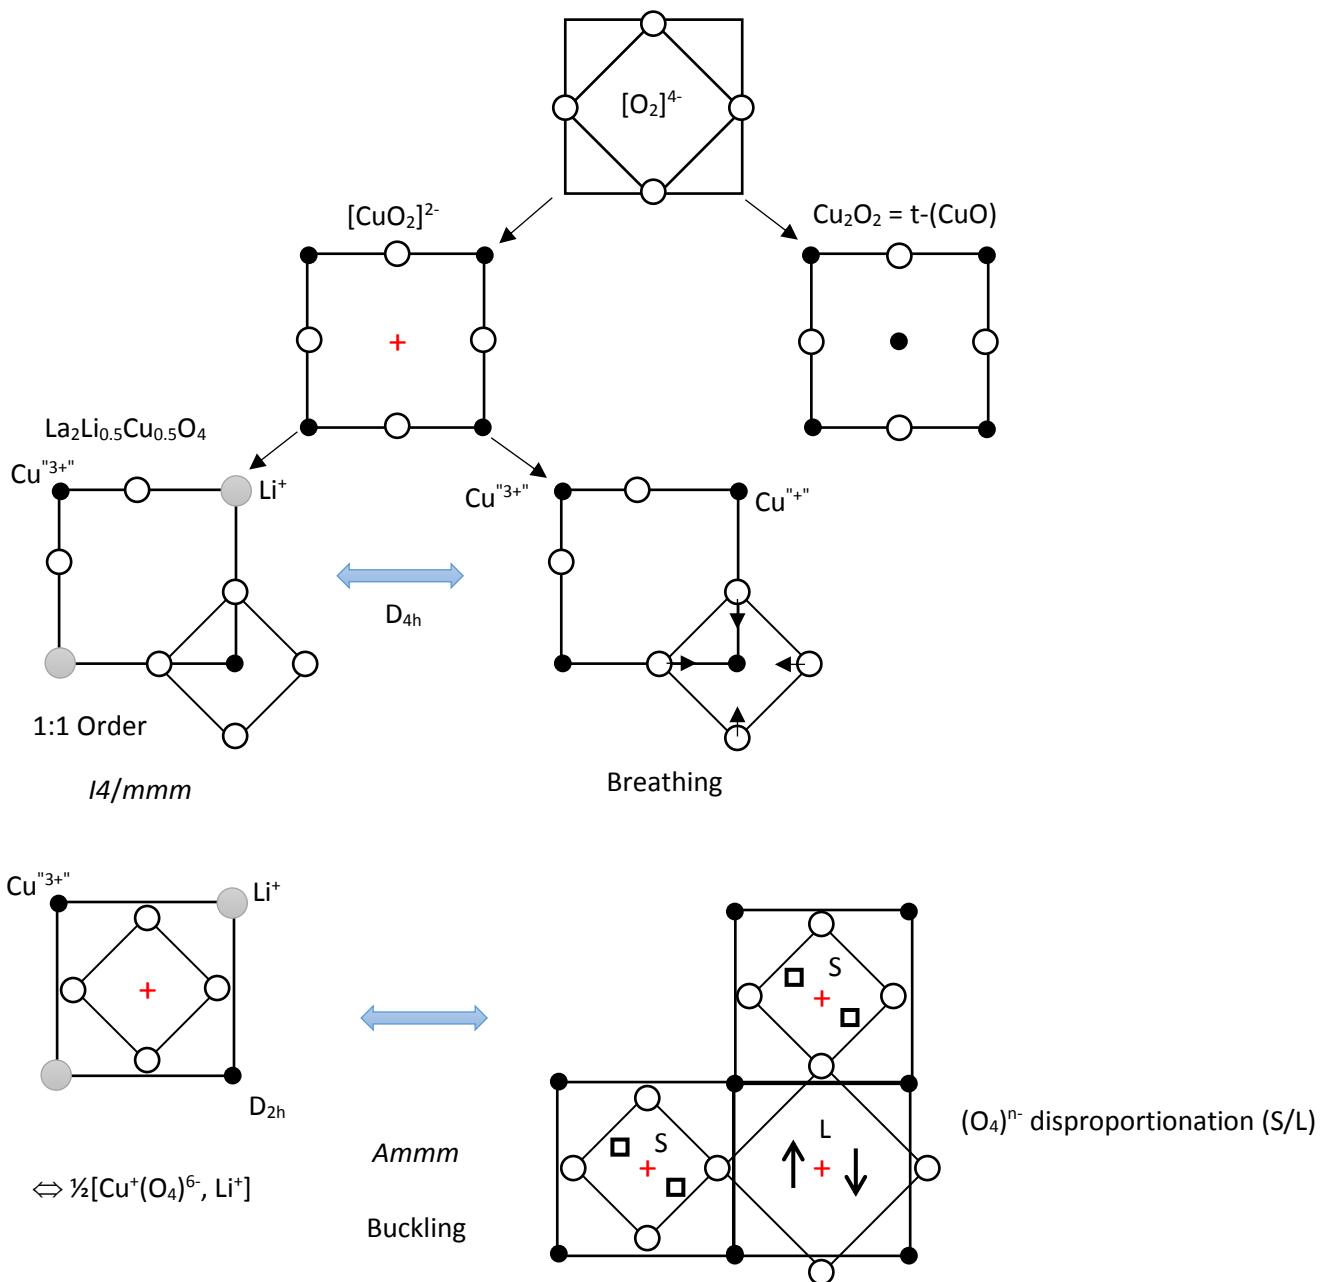 [O₂]⁴⁻
[CuO₂]²⁻
Cu₂O₂ = t-(CuO)
+
La₂Li₀.₅Cu₀.₅O₄
Cu"³⁺"
Li⁺
Cu"³⁺"
Cu"⁺"
D₄ₕ
1:1 Order
I4/mmm
Breathing
Cu"³⁺"
Li⁺
+
D₂ₕ
⇔ ½[Cu⁺(O₄)⁶⁻, Li⁺]
S
+
S
+
L
+
(O₄)ⁿ⁻ disproportionation (S/L)
Ammm
Buckling